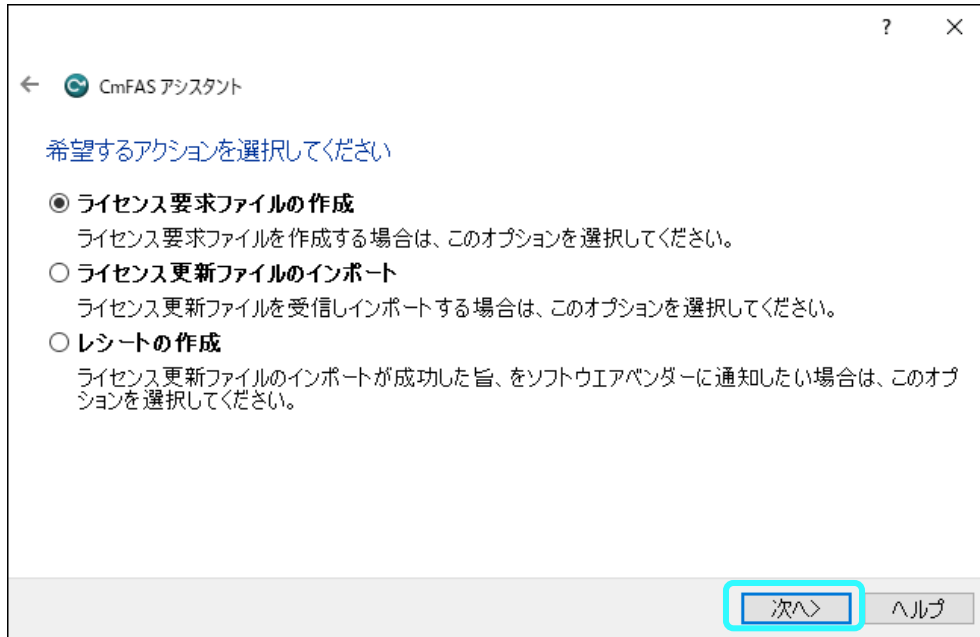 ?
CmFAS アシスタント
希望するアクションを選択してください
ライセンス要求ファイルの作成
ライセンス要求ファイルを作成する場合は、このオプションを選択してください。
ライセンス更新ファイルのインポート
ライセンス更新ファイルを受信しインポートする場合は、このオプションを選択してください。
レシートの作成
ライセンス更新ファイルのインポートが成功した旨、をソフトウエアベンダーに通知したい場合は、このオプ
ションを選択してください。
次へ> ヘルプ